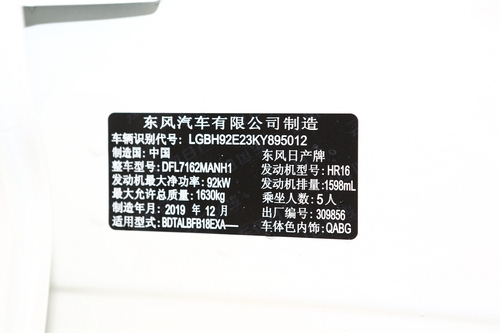 东风汽车有限公司制造
车辆识别代号: LGBH92E23KY895012
制造国: 中国 东风日产牌
整车型号: DFL7162MANH1 发动机型号: HR16
发动机最大净功率: 92kW 发动机排量: 1598mL
最大允许总质量: 1630kg 乘坐人数: 5人
制造年月: 2019 年 12 月 出厂编号: 309856
适用型式: BDTALBFB18EXA— 车体色内饰: QABG